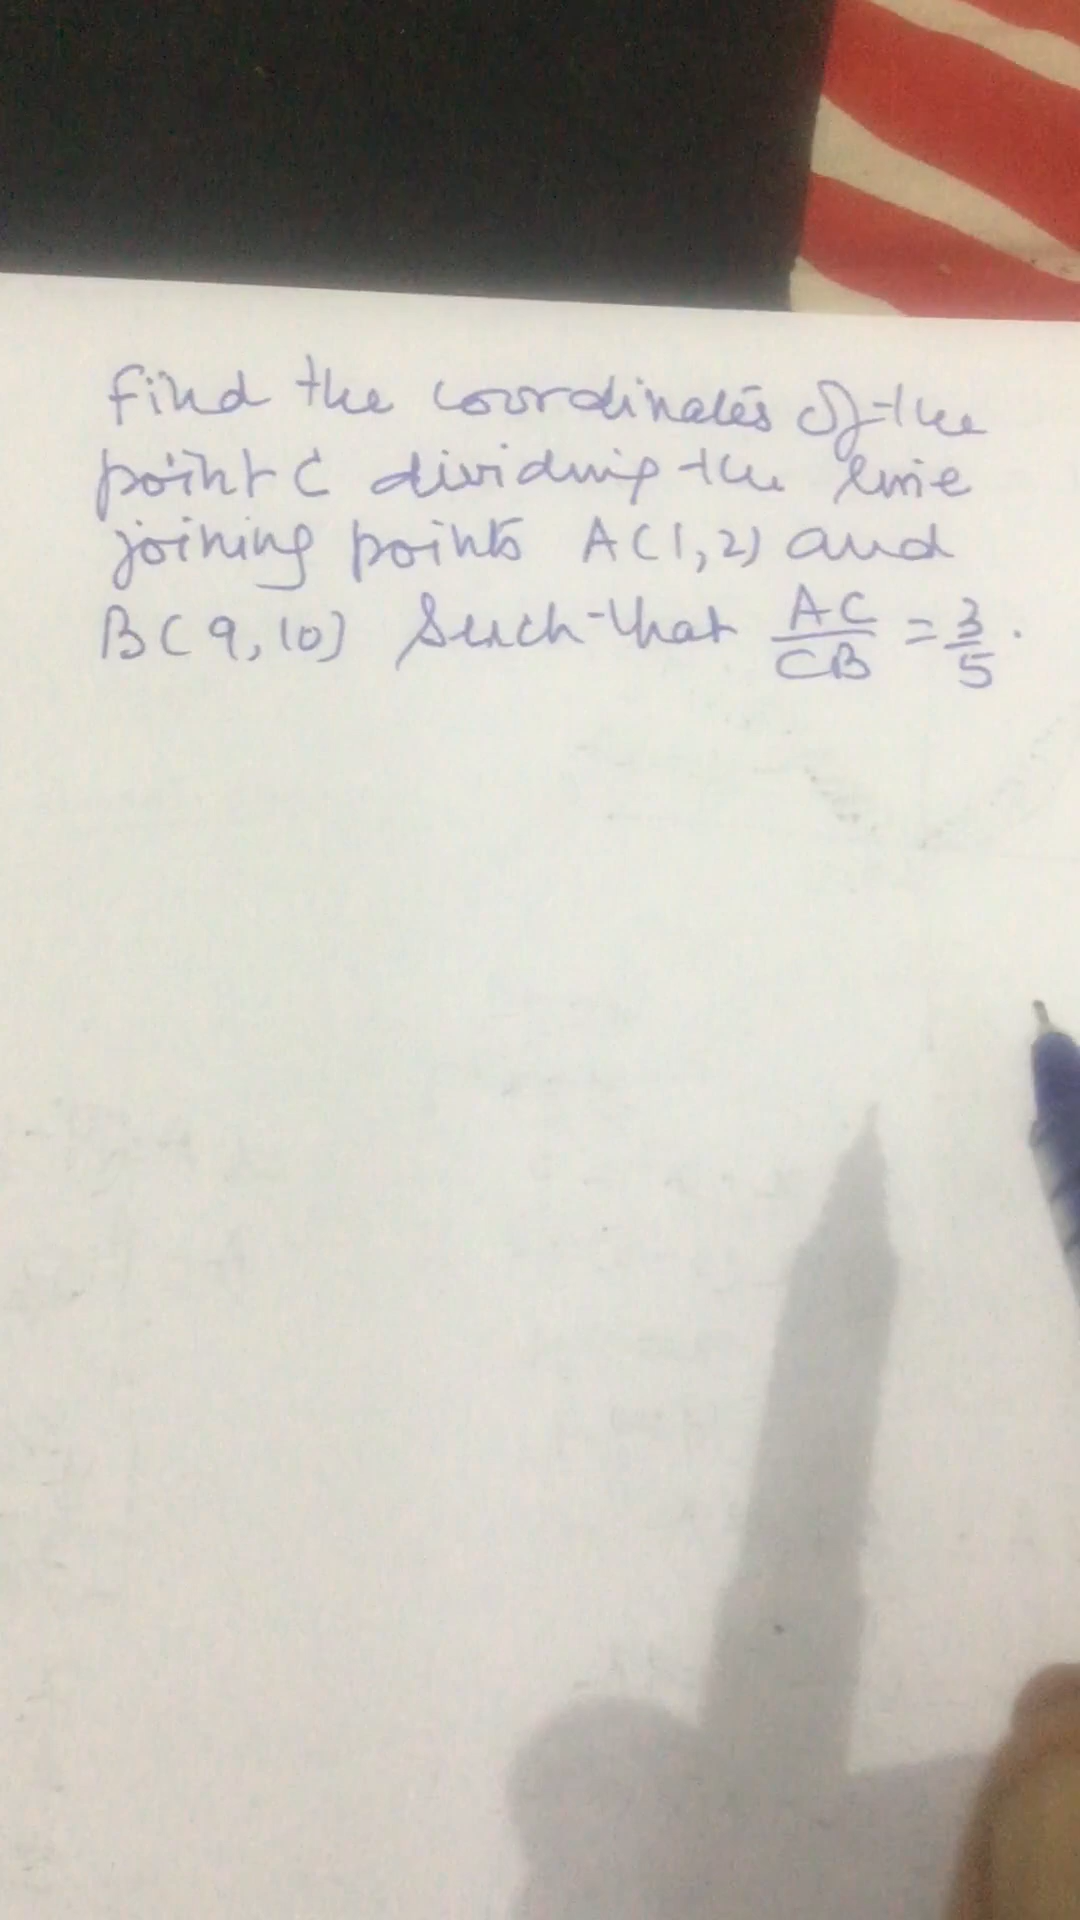 find the coordinates of the
point C dividing the line
joining points A(1,2) and
B(9,10) Such that AC/CB = 3/5.